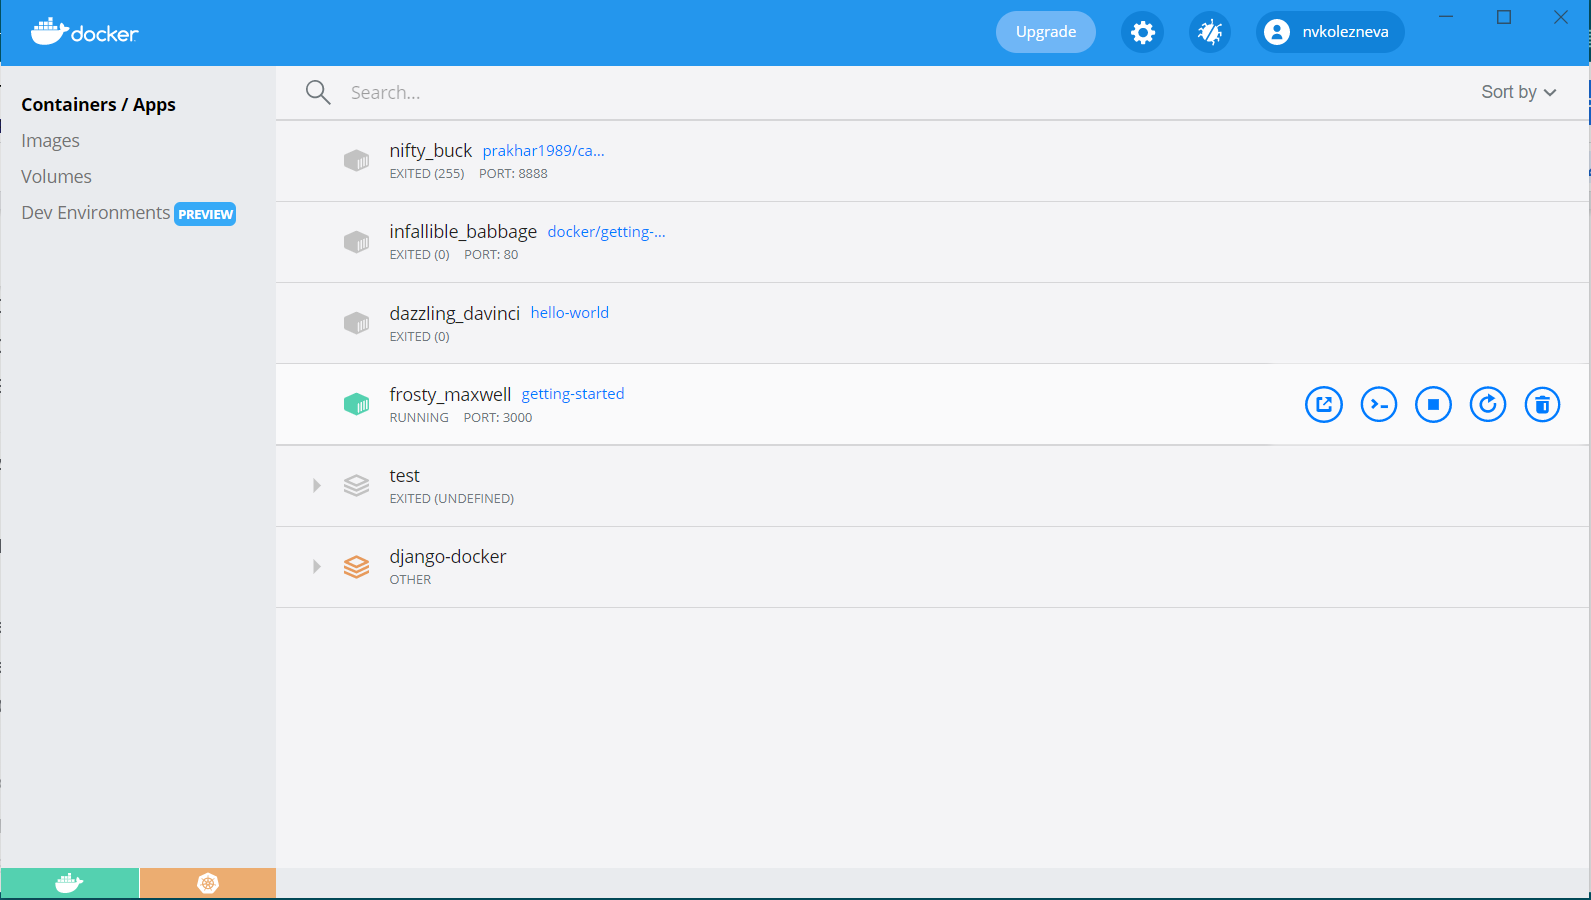 docker
Upgrade
nvkolezneva
Containers / Apps
Images
Volumes
Dev Environments PREVIEW
Search...
Sort by
nifty_buck prakhar1989/ca...
EXITED (255) PORT: 8888
infallible_babbage docker/getting-...
EXITED (0) PORT: 80
dazzling_davinci hello-world
EXITED (0)
frosty_maxwell getting-started
RUNNING PORT: 3000
test
EXITED (UNDEFINED)
django-docker
OTHER